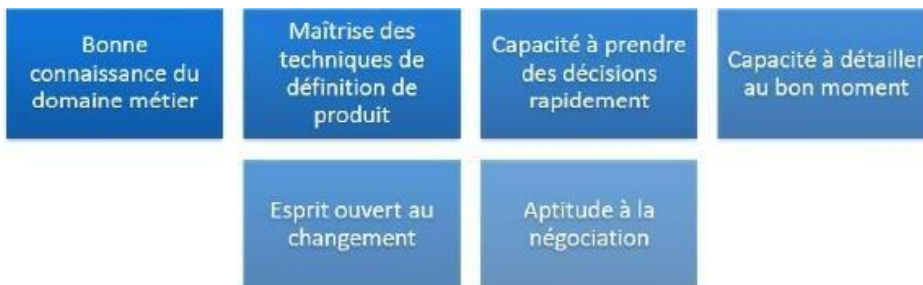 Bonne
connaissance du
domaine métier
Maîtrise des
techniques de
définition de
produit
Capacité à prendre
des décisions
rapidement
Capacité à détailler
au bon moment
Esprit ouvert au
changement
Aptitude à la
négociation